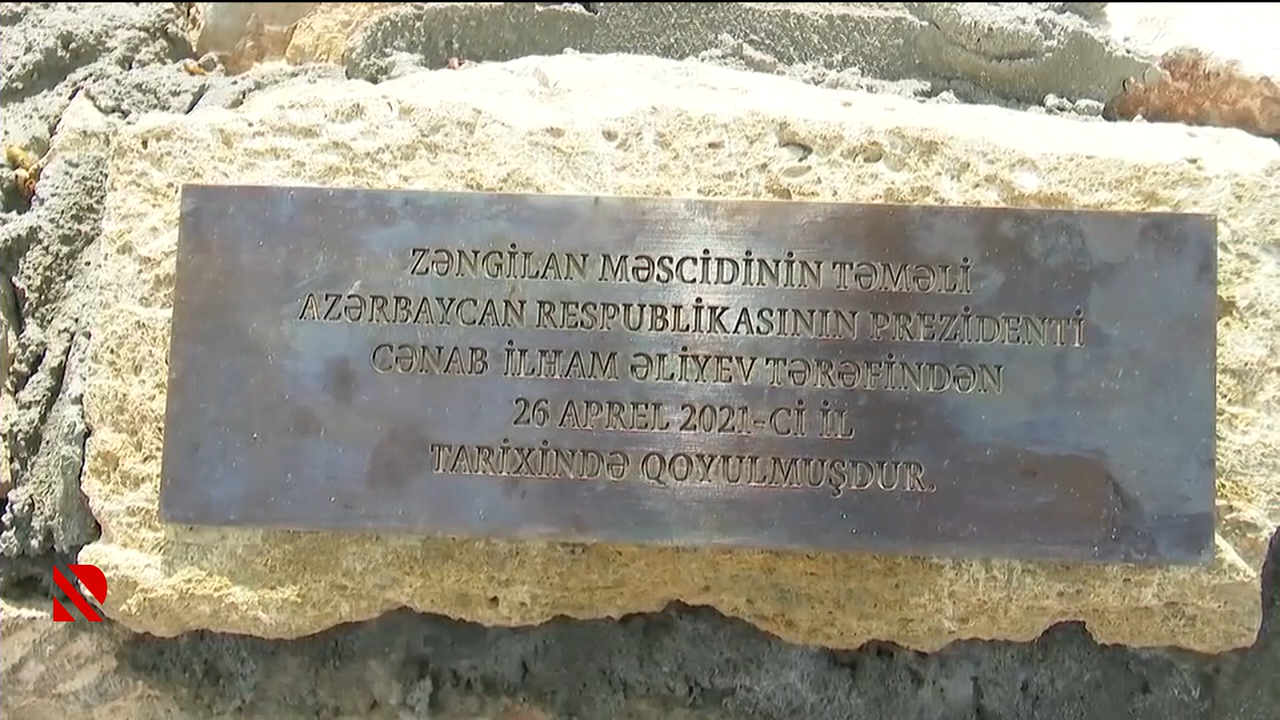 ZƏNGİLAN MƏSCİDİNİN TƏMƏLİ
AZƏRBAYCAN RESPUBLİKASININ PREZİDENTİ
CƏNAB İLHAM ƏLİYEV TƏRƏFİNDƏN
26 APREL 2021-Cİ İL
TARİXİNDƏ QOYULMUŞDUR.